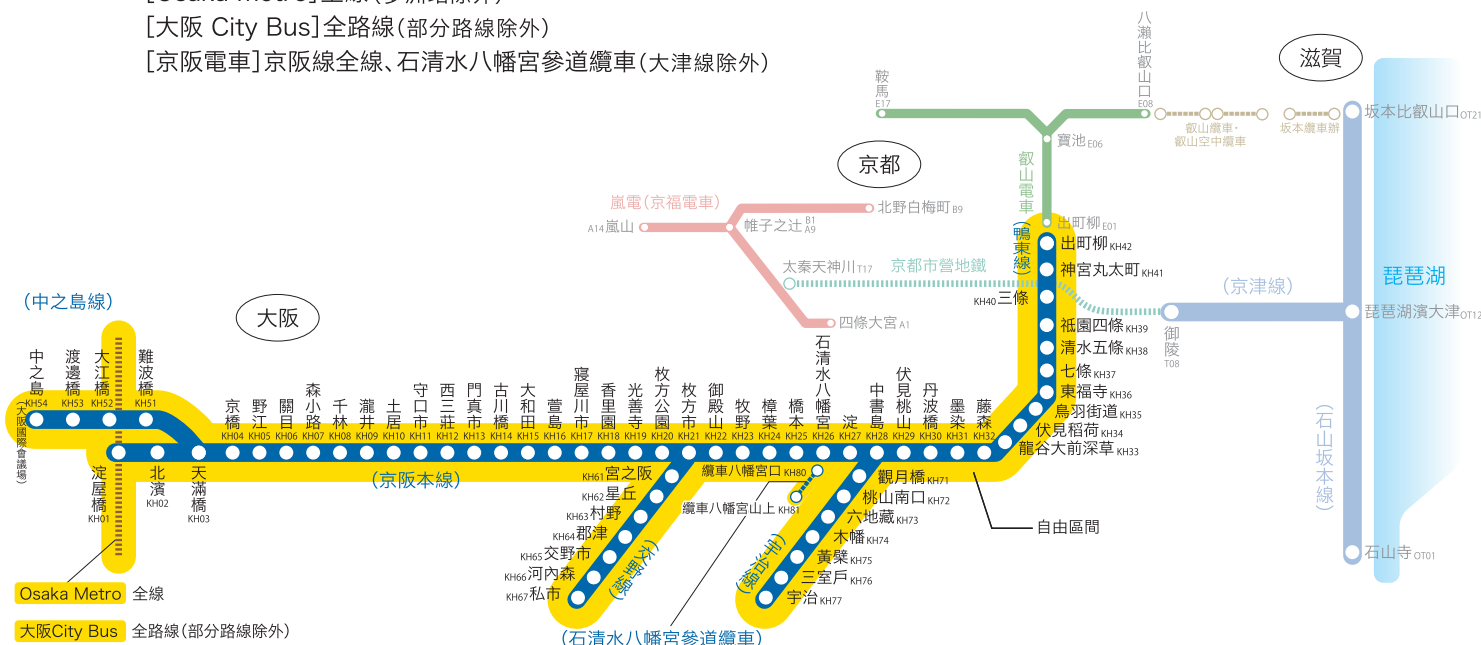 [Osaka Metro]全線(夢洲站除外)
[大阪 City Bus]全路線(部分路線除外)
[京阪電車]京阪線全線、石清水八幡宮參道纜車(大津線除外)
八瀨比叡山口 E08
滋賀
鞍馬 E17
叡山纜車・
叡山空中纜車
坂本纜車辦
坂本比叡山口 OT21
寶池 E06
京都
叡山電車
嵐電(京福電車)
北野白梅町 B9
A14 嵐山
帷子之辻 B1 A9
出町柳 E01
(鴨東線)
出町柳 KH42
太秦天神川 T17
京都市營地鐵
神宮丸太町 KH41
琵琶湖
(京津線)
KH40 三條
(中之島線)
大阪
四條大宮 A1
祇園四條 KH39
琵琶湖濱大津 OT12
御陵 T08
清水五條 KH38
七條 KH37
東福寺 KH36
鳥羽街道 KH35
伏見稻荷 KH34
龍谷大前深草 KH33
中之島 KH54
(大阪國際會議場)
渡邊橋 KH53
大江橋 KH52
難波橋 KH51
京橋 KH04
野江 KH05
關目 KH06
森小路 KH07
千林 KH08
瀧井 KH09
土居 KH10
守口市 KH11
西三莊 KH12
門真市 KH13
古川橋 KH14
大和田 KH15
萱島 KH16
寢屋川市 KH17
香里園 KH18
光善寺 KH19
枚方公園 KH20
枚方市 KH21
御殿山 KH22
牧野 KH23
樟葉 KH24
橋本 KH25
石清水八幡宮 KH26
淀 KH27
中書島 KH28
伏見桃山 KH29
丹波橋 KH30
墨染 KH31
藤森 KH32
(石山坂本線)
淀屋橋 KH01
北濱 KH02
天滿橋 KH03
(京阪本線)
KH61 宮之阪
KH62 星丘
KH63 村野
KH64 郡津
KH65 交野市
KH66 河內森
KH67 私市
(交野線)
纜車八幡宮口 KH80
纜車八幡宮山上 KH81
觀月橋 KH71
桃山南口 KH72
六地藏 KH73
木幡 KH74
黃檗 KH75
三室戶 KH76
宇治 KH77
(宇治線)
自由區間
石山寺 OT01
Osaka Metro 全線
大阪City Bus 全路線(部分路線除外)
(石清水八幡宮參道纜車)